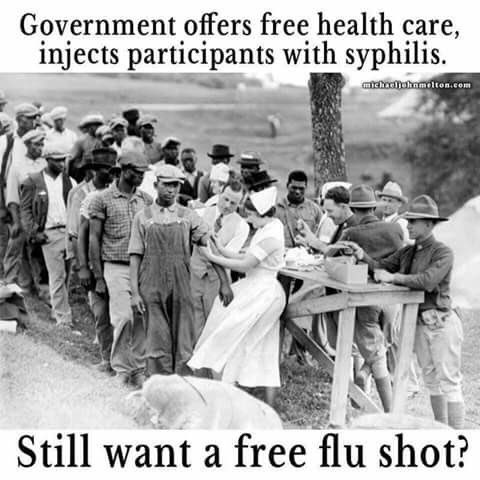 Government offers free health care,
injects participants with syphilis.
michaeljohnmelton.com
Still want a free flu shot?